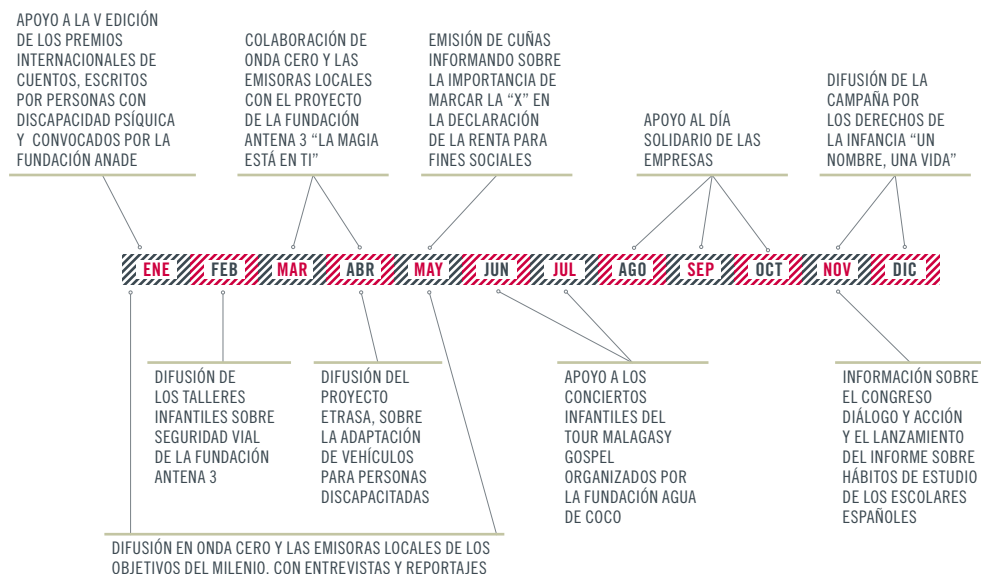 APOYO A LA V EDICIÓN
DE LOS PREMIOS
INTERNACIONALES DE
CUENTOS, ESCRITOS
POR PERSONAS CON
DISCAPACIDAD PSÍQUICA
Y CONVOCADOS POR LA
FUNDACIÓN ANADE
COLABORACIÓN DE
ONDA CERO Y LAS
EMISORAS LOCALES
CON EL PROYECTO
DE LA FUNDACIÓN
ANTENA 3 “LA MAGIA
ESTÁ EN TI”
EMISIÓN DE CUÑAS
INFORMANDO SOBRE
LA IMPORTANCIA DE
MARCAR LA “X” EN
LA DECLARACIÓN
DE LA RENTA PARA
FINES SOCIALES
APOYO AL DÍA
SOLIDARIO DE LAS
EMPRESAS
DIFUSIÓN DE LA
CAMPAÑA POR
LOS DERECHOS DE
LA INFANCIA “UN
NOMBRE, UNA VIDA”
ENE FEB MAR ABR MAY JUN JUL AGO SEP OCT NOV DIC
DIFUSIÓN DE
LOS TALLERES
INFANTILES SOBRE
SEGURIDAD VIAL
DE LA FUNDACIÓN
ANTENA 3
DIFUSIÓN DEL
PROYECTO
ETRASA, SOBRE
LA ADAPTACIÓN
DE VEHÍCULOS
PARA PERSONAS
DISCAPACITADAS
APOYO A LOS
CONCIERTOS
INFANTILES DEL
TOUR MALAGASY
GOSPEL
ORGANIZADOS POR
LA FUNDACIÓN AGUA
DE COCO
INFORMACIÓN SOBRE
EL CONGRESO
DIÁLOGO Y ACCIÓN
Y EL LANZAMIENTO
DEL INFORME SOBRE
HÁBITOS DE ESTUDIO
DE LOS ESCOLARES
ESPAÑOLES
DIFUSIÓN EN ONDA CERO Y LAS EMISORAS LOCALES DE LOS
OBJETIVOS DEL MILENIO, CON ENTREVISTAS Y REPORTAJES